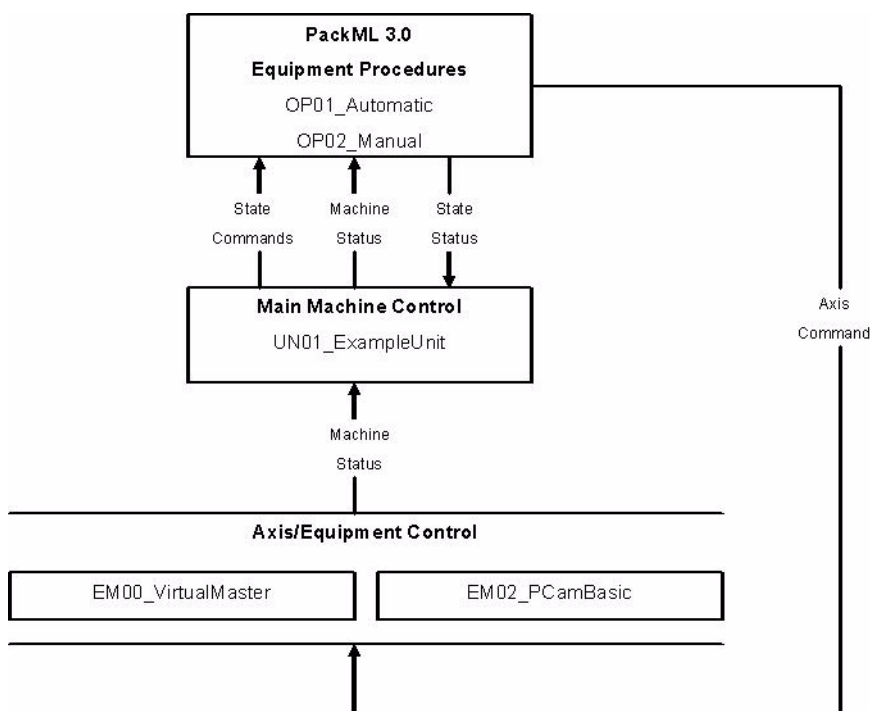 PackML 3.0
Equipment Procedures
OP01_Automatic
OP02_Manual
State
Commands
Machine
Status
State
Status
Main Machine Control
UN01_ExampleUnit
Axis
Command
Machine
Status
Axis/Equipment Control
EM00_VirtualMaster
EM02_PCamBasic